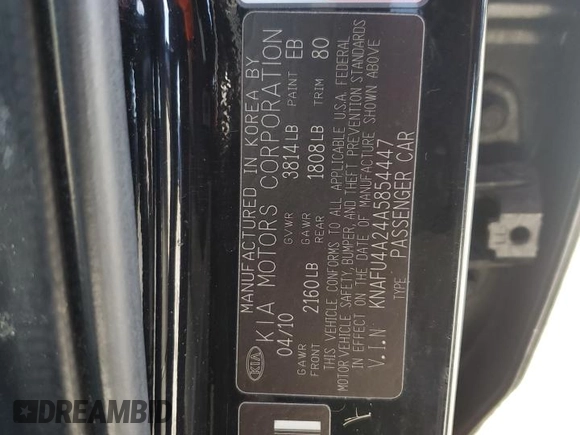 MANUFACTURED IN KOREA BY
KIA KIA MOTORS CORPORATION
04/10 GVWR 3814LB PAINT EB
GAWR FRONT 2160LB GAWR REAR 1808LB TRIM 80
THIS VEHICLE CONFORMS TO ALL APPLICABLE U.S.A. FEDERAL
MOTOR VEHICLE SAFETY, BUMPER, AND THEFT PREVENTION STANDARDS
IN EFFECT ON THE DATE OF MANUFACTURE SHOWN ABOVE
V.I.N KNAFU4A24A5854447
TYPE PASSENGER CAR
DREAMBID